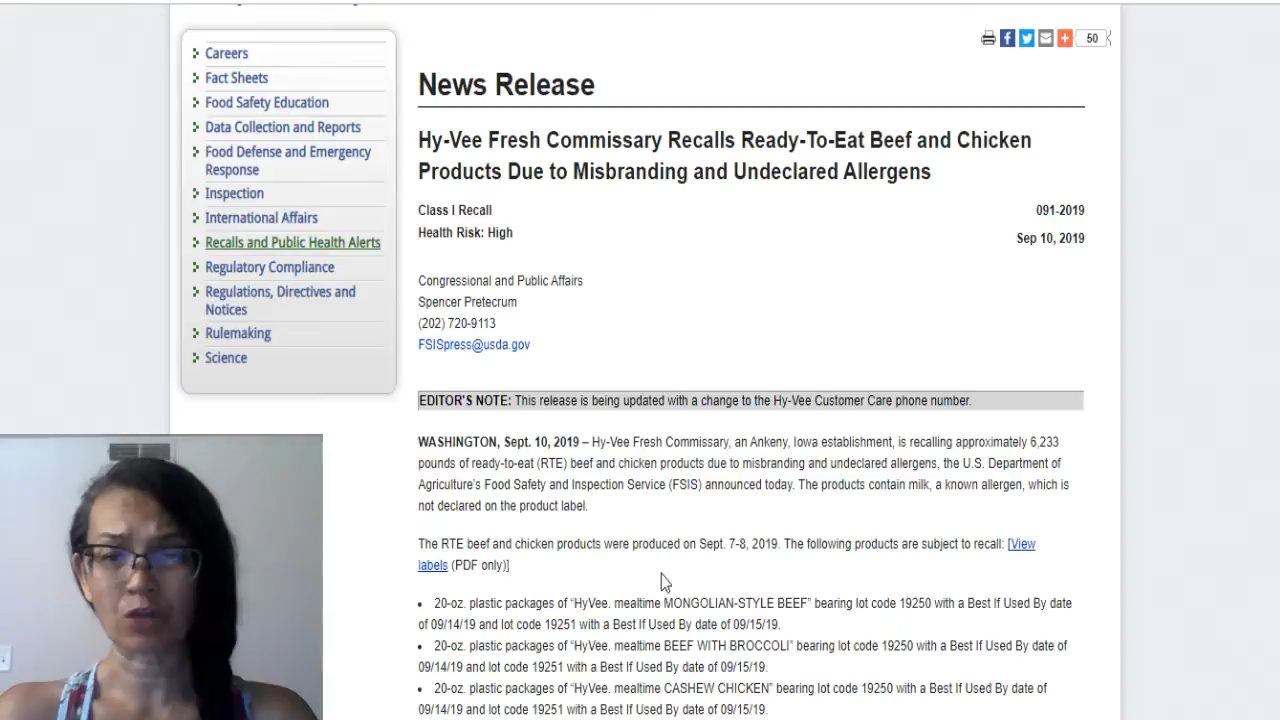 Careers
Fact Sheets
Food Safety Education
Data Collection and Reports
Food Defense and Emergency
Response
Inspection
International Affairs
Recalls and Public Health Alerts
Regulatory Compliance
Regulations, Directives and
Notices
Rulemaking
Science
50
News Release
Hy-Vee Fresh Commissary Recalls Ready-To-Eat Beef and Chicken
Products Due to Misbranding and Undeclared Allergens
Class I Recall 091-2019
Health Risk: High Sep 10, 2019
Congressional and Public Affairs
Spencer Pretecrum
(202) 720-9113
FSISpress@usda.gov
EDITOR'S NOTE: This release is being updated with a change to the Hy-Vee Customer Care phone number.
WASHINGTON, Sept. 10, 2019 – Hy-Vee Fresh Commissary, an Ankeny, Iowa establishment, is recalling approximately 6,233
pounds of ready-to-eat (RTE) beef and chicken products due to misbranding and undeclared allergens, the U.S. Department of
Agriculture's Food Safety and Inspection Service (FSIS) announced today. The products contain milk, a known allergen, which is
not declared on the product label.
The RTE beef and chicken products were produced on Sept. 7-8, 2019. The following products are subject to recall: [View
labels (PDF only)]
• 20-oz. plastic packages of “HyVee. mealtime MONGOLIAN-STYLE BEEF” bearing lot code 19250 with a Best If Used By date
of 09/14/19 and lot code 19251 with a Best If Used By date of 09/15/19.
• 20-oz. plastic packages of “HyVee. mealtime BEEF WITH BROCCOLI” bearing lot code 19250 with a Best If Used By date of
09/14/19 and lot code 19251 with a Best If Used By date of 09/15/19.
• 20-oz. plastic packages of “HyVee. mealtime CASHEW CHICKEN” bearing lot code 19250 with a Best If Used By date of
09/14/19 and lot code 19251 with a Best If Used By date of 09/15/19.